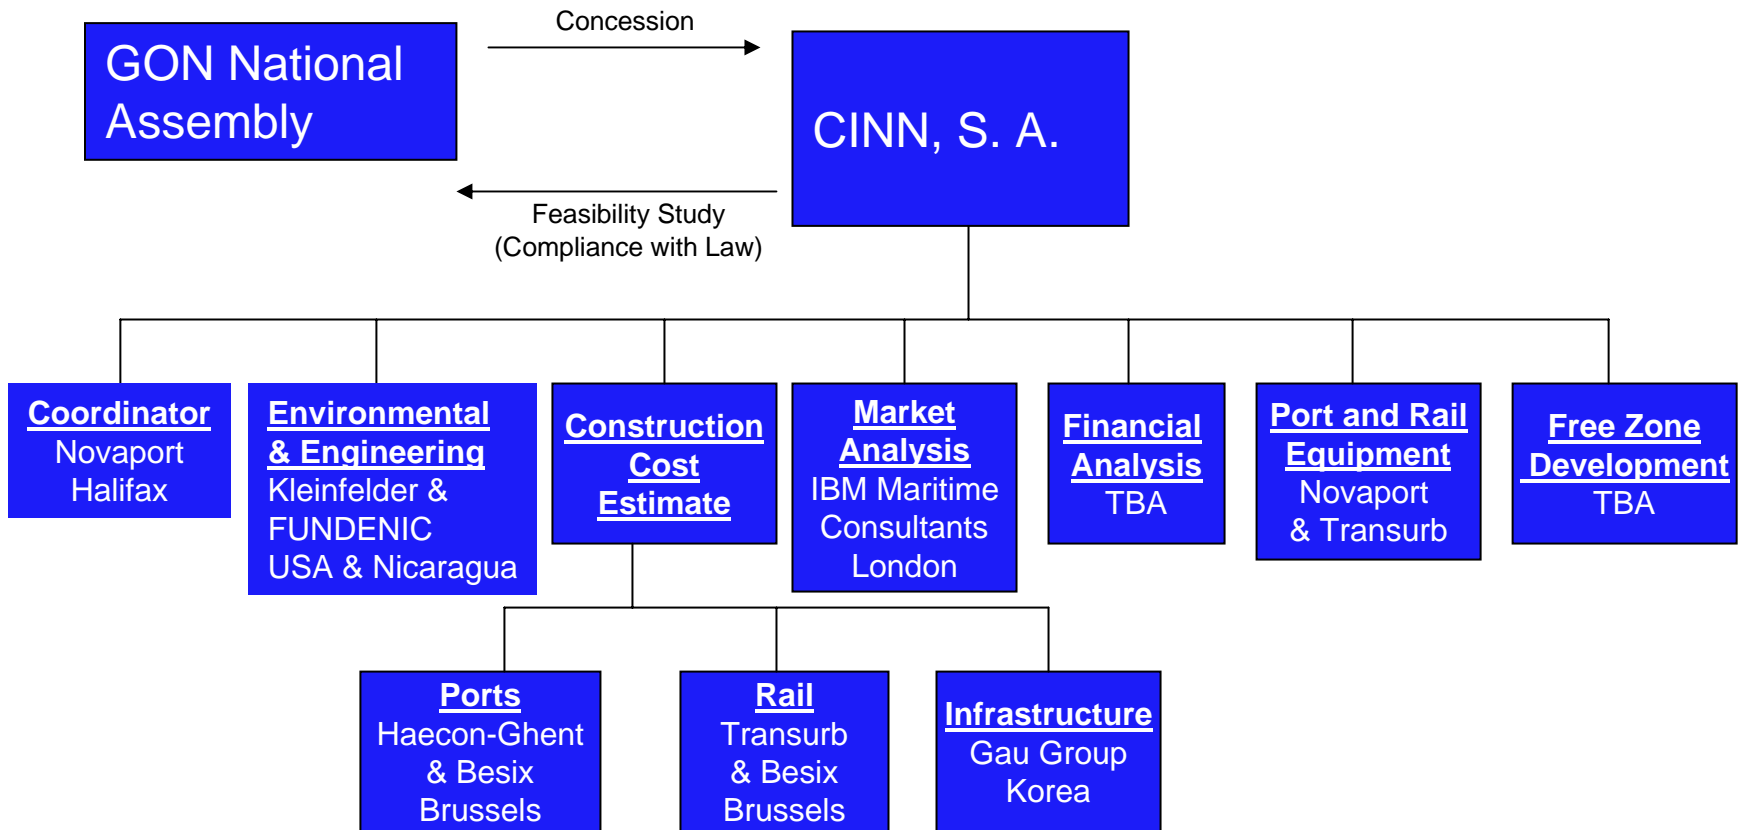 Concession
GON National
Assembly
CINN, S. A.
Feasibility Study
(Compliance with Law)
Coordinator
Novaport
Halifax
Environmental
& Engineering
Kleinfelder &
FUNDENIC
USA & Nicaragua
Construction
Cost
Estimate
Market
Analysis
IBM Maritime
Consultants
London
Financial
Analysis
TBA
Port and Rail
Equipment
Novaport
& Transurb
Free Zone
Development
TBA
Ports
Haecon-Ghent
& Besix
Brussels
Rail
Transurb
& Besix
Brussels
Infrastructure
Gau Group
Korea